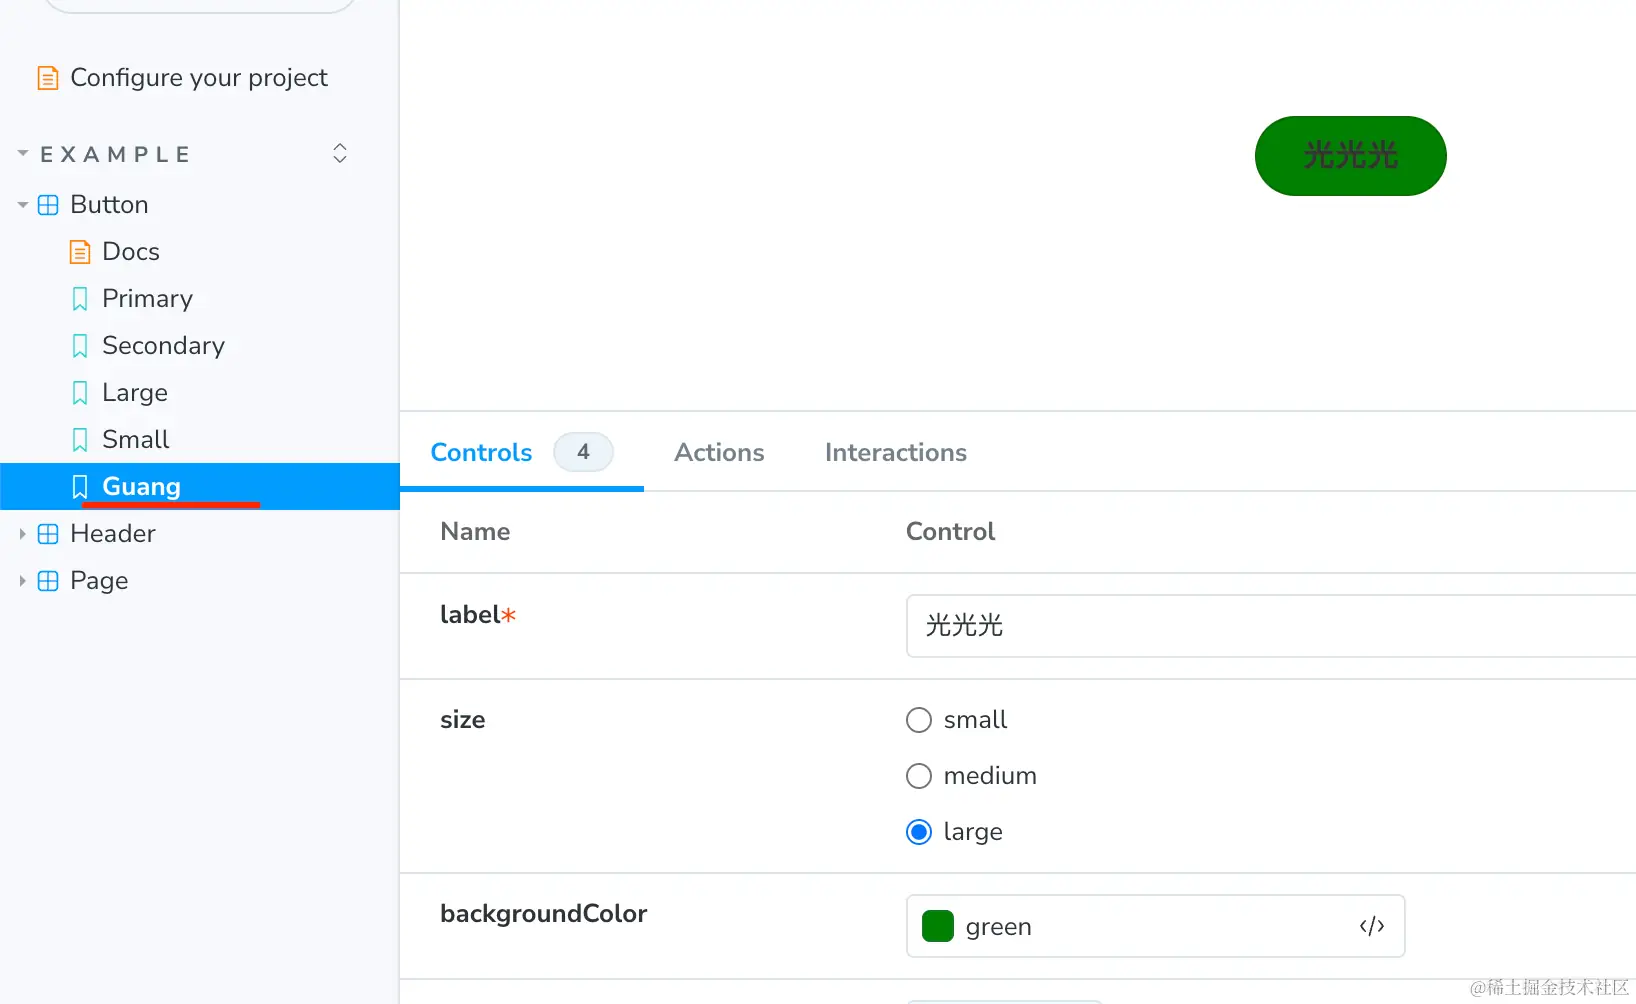 Configure your project
EXAMPLE
Button
Docs
Primary
Secondary
Large
Small
Guang
Header
Page
光光光
Controls 4 Actions Interactions
Name Control
label* 光光光
size small
medium
large
backgroundColor green
@稀土掘金技术社区